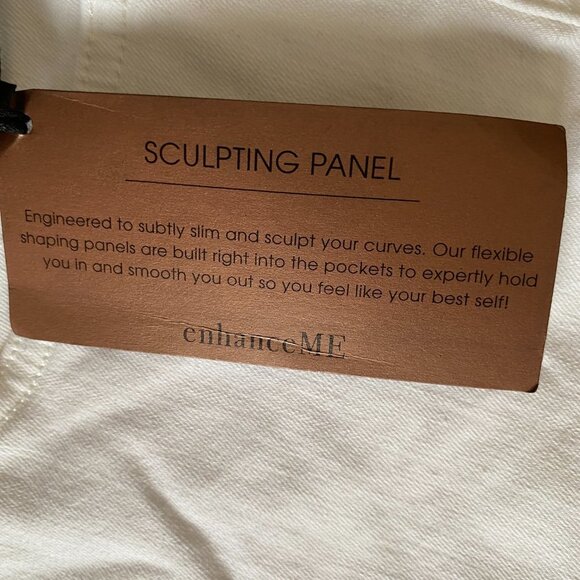 SCULPTING PANEL
Engineered to subtly slim and sculpt your curves. Our flexible
shaping panels are built right into the pockets to expertly hold
you in and smooth you out so you feel like your best self!
enhanceME